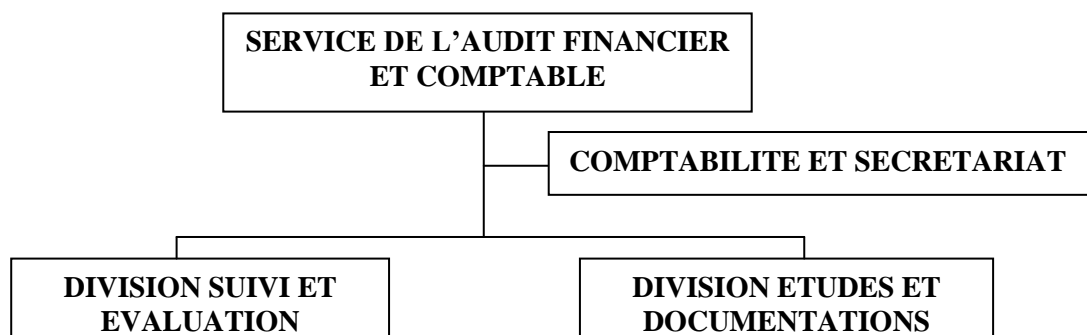 SERVICE DE L’AUDIT FINANCIER
ET COMPTABLE
COMPTABILITE ET SECRETARIAT
DIVISION SUIVI ET
EVALUATION
DIVISION ETUDES ET
DOCUMENTATIONS